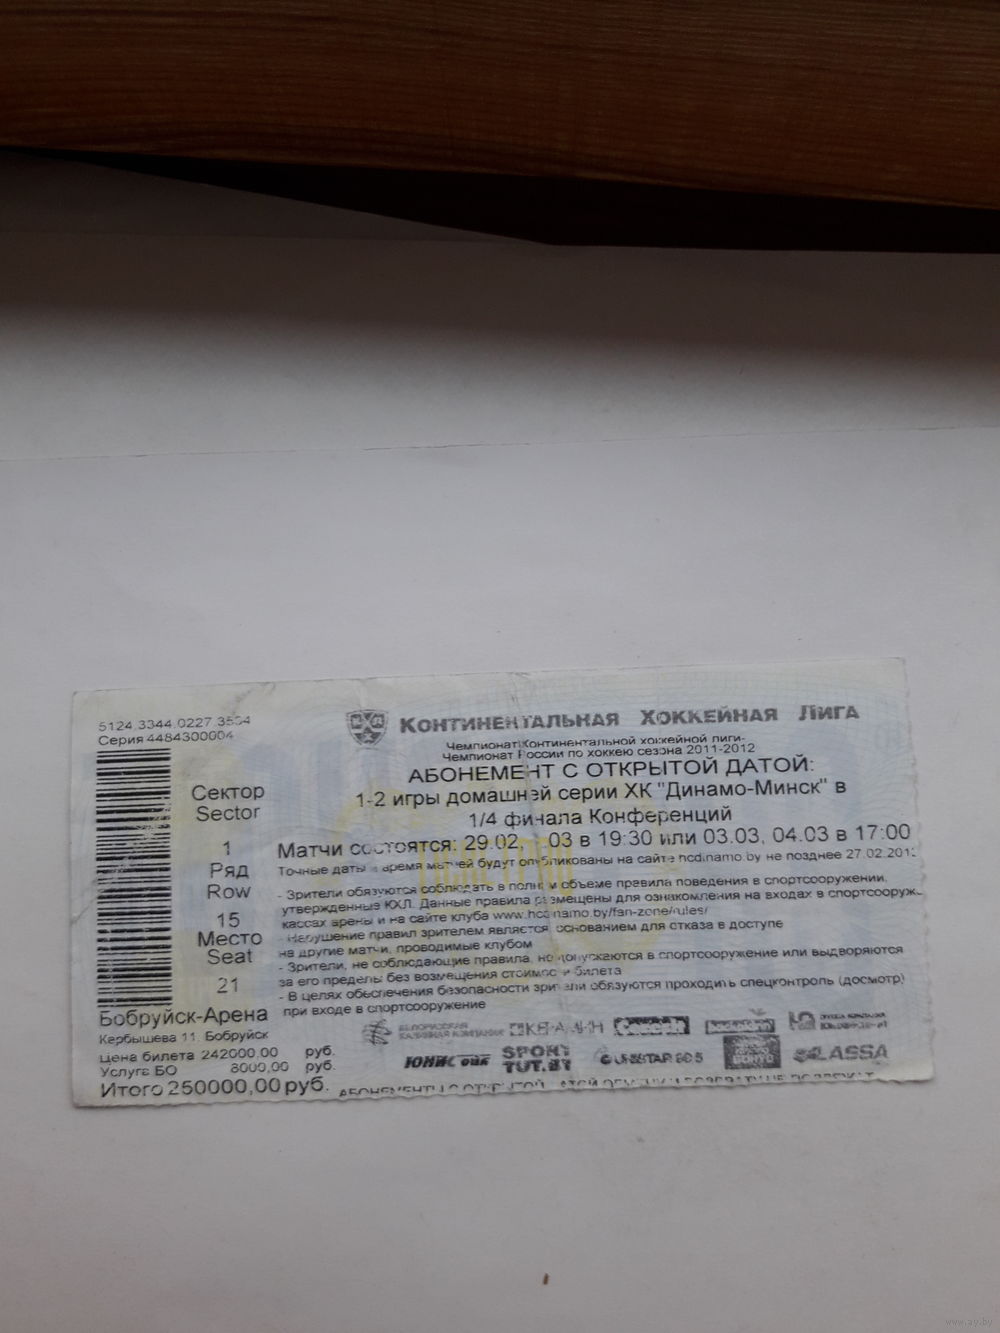 5124 3344 0227
Серия 4484300004
Сектор
Sector
1
Ряд
Row
15
Место
Seat
21
Бобруйск-Арена
Кербышева 11, Бобруйск
Цена билета 242000,00 руб.
Услуга БО 8000,00 руб.
Итого 250000,00 руб.
КОНТИНЕНТАЛЬНАЯ ХОККЕЙНАЯ ЛИГА
Чемпионат Континентальной хоккейной лиги-
Чемпионат России по хоккею сезона 2011-2012
АБОНЕМЕНТ С ОТКРЫТОЙ ДАТОЙ:
1-2 игры домашней серии ХК "Динамо-Минск" в
1/4 финала Конференций
Матчи состоятся: 29.02, 03 в 19:30 или 03.03, 04.03 в 17:00
Точные даты и время матчей будут опубликованы на сайте hcdinamo.by не позднее 27.02.2012
- Зрители обязуются соблюдать в полном объеме правила поведения в спортсооружении,
утвержденные КХЛ. Данные правила размещены для ознакомления на входах в спортсооруж
кассах арены и на сайте клуба www.hcdinamo.by/fan-zone/rules/
- Нарушение правил зрителем является основанием для отказа в доступе
на другие матчи, проводимые клубом
- Зрители, не соблюдающие правила, не допускаются в спортсооружение или выдворяются
за его пределы без возмещения стоимости билета
- В целях обеспечения безопасности зрители обязуются проходить спецконтроль (досмотр)
при входе в спортсооружение
БЕЛОРУССКАЯ
КАЛИЙНАЯ КОМПАНИЯ
SPORT
TUT.BY
LASSA
www.ay.by